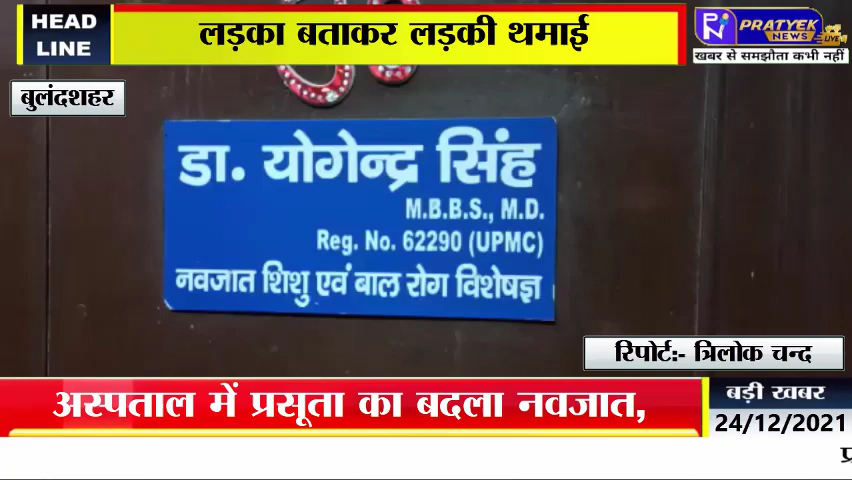 HEAD LINE
लड़का बताकर लड़की थमाई
PRATYEK
NEWS LIVE
खबर से समझौता कभी नहीं
बुलंदशहर
डा. योगेन्द्र सिंह
M.B.B.S., M.D.
Reg. No. 62290 (UPMC)
नवजात शिशु एवं बाल रोग विशेषज्ञ
रिपोर्ट:- त्रिलोक चन्द
अस्पताल में प्रसूता का बदला नवजात,
बड़ी खबर
24/12/2021